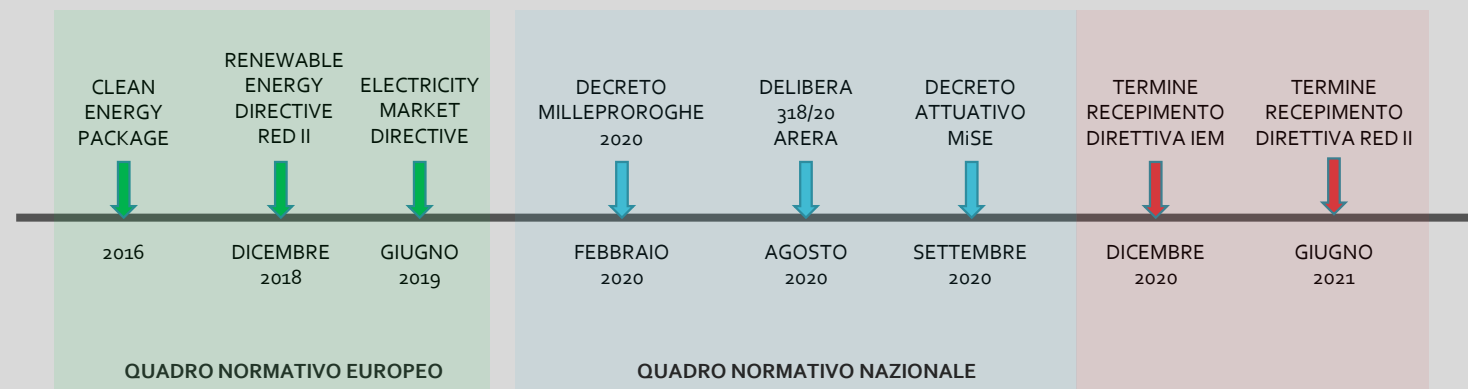 CLEAN
ENERGY
PACKAGE
RENEWABLE
ENERGY
DIRECTIVE
RED II
ELECTRICITY
MARKET
DIRECTIVE
DECRETO
MILLEPROROGHE
2020
DELIBERA
318/20
ARERA
DECRETO
ATTUATIVO
MiSE
TERMINE
RECEPIMENTO
DIRETTIVA IEM
TERMINE
RECEPIMENTO
DIRETTIVA RED II
2016
DICEMBRE
2018
GIUGNO
2019
FEBBRAIO
2020
AGOSTO
2020
SETTEMBRE
2020
DICEMBRE
2020
GIUGNO
2021
QUADRO NORMATIVO EUROPEO
QUADRO NORMATIVO NAZIONALE